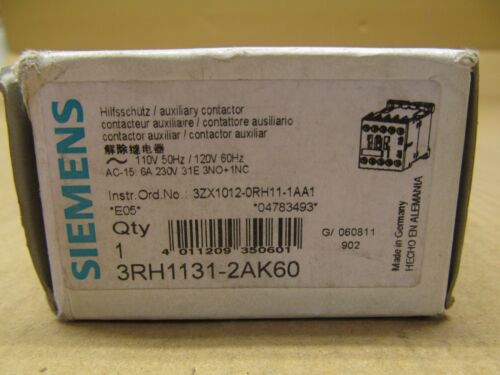 SIEMENS
Hilfsschütz / auxiliary contactor
contacteur auxiliaire / contattore ausiliario
contactor auxiliar / contactor auxiliar
解除继电器
~ 110V 50Hz / 120V 60Hz
AC-15: 6A 230V 31E 3NO+1NC
Instr.Ord.No.: 3ZX1012-0RH11-1AA1
*E05* *04783493*
Qty
1
4 011209 350601
G/ 060811
902
3RH1131-2AK60
Made in Germany
HECHO EN ALEMANIA